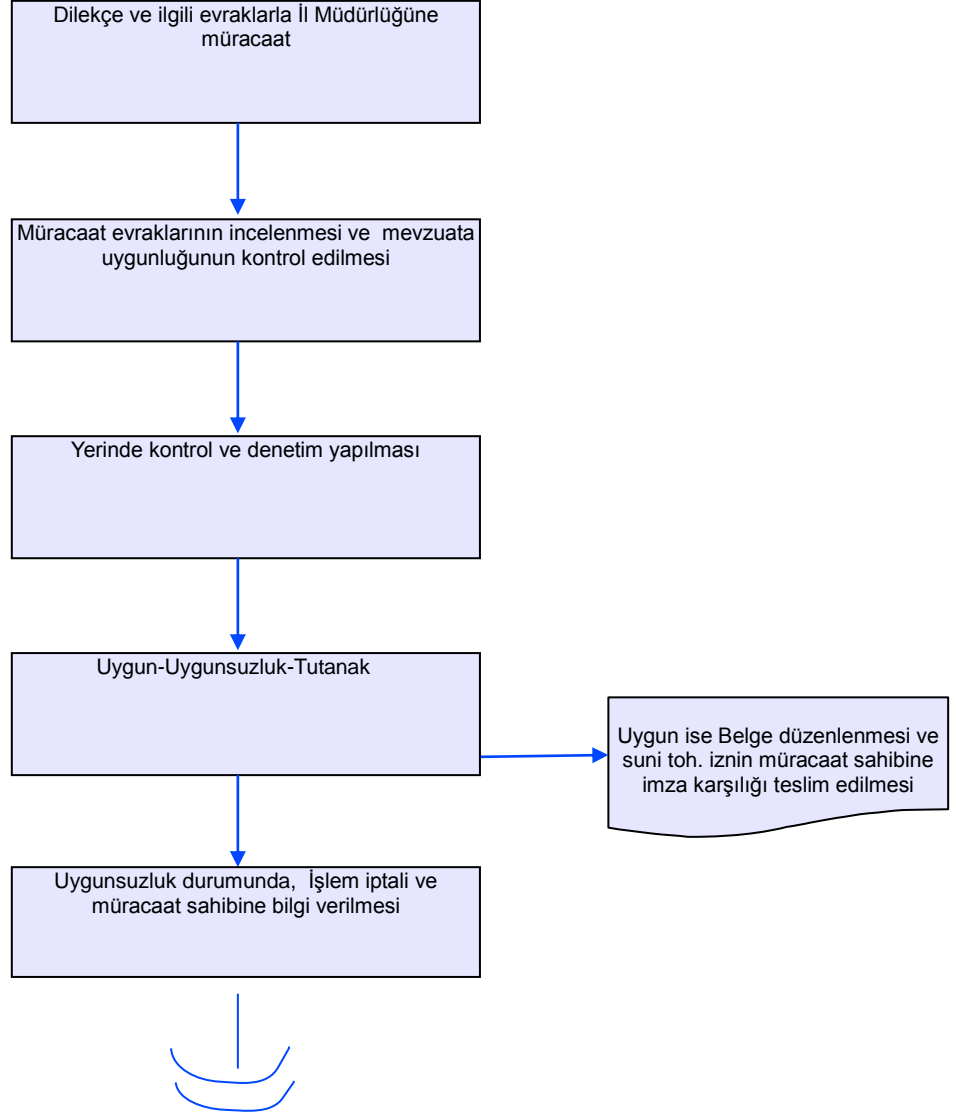 Dilekçe ve ilgili evraklarla İl Müdürlüğüne
müracaat
Müracaat evraklarının incelenmesi ve  mevzuata
uygunluğunun kontrol edilmesi
Yerinde kontrol ve denetim yapılması
Uygun-Uygunsuzluk-Tutanak
Uygun ise Belge düzenlenmesi ve
suni toh. iznin müracaat sahibine
imza karşılığı teslim edilmesi
Uygunsuzluk durumunda,  İşlem iptali ve
müracaat sahibine bilgi verilmesi